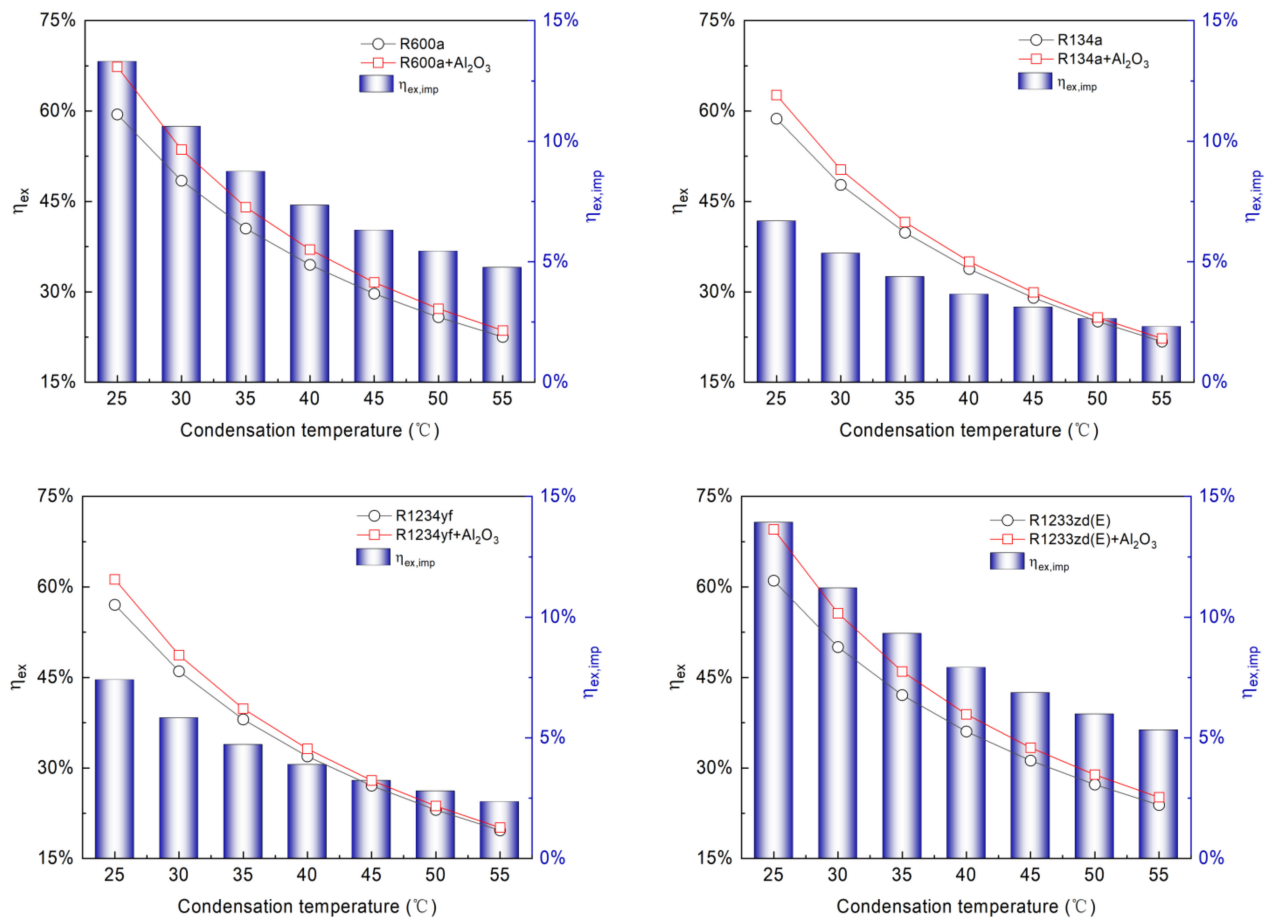 75%
60%
45%
30%
15%
η_ex
15%
10%
5%
0%
η_ex,imp
R600a
R600a+Al₂O₃
η_ex,imp
25 30 35 40 45 50 55
Condensation temperature (℃)
75%
60%
45%
30%
15%
η_ex
15%
10%
5%
0%
η_ex,imp
R134a
R134a+Al₂O₃
η_ex,imp
25 30 35 40 45 50 55
Condensation temperature (℃)
75%
60%
45%
30%
15%
η_ex
15%
10%
5%
0%
η_ex,imp
R1234yf
R1234yf+Al₂O₃
η_ex,imp
25 30 35 40 45 50 55
Condensation temperature (℃)
75%
60%
45%
30%
15%
η_ex
15%
10%
5%
0%
η_ex,imp
R1233zd(E)
R1233zd(E)+Al₂O₃
η_ex,imp
25 30 35 40 45 50 55
Condensation temperature (℃)